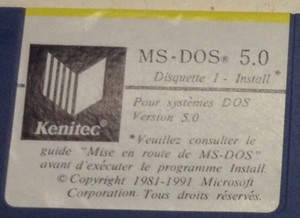 MS-DOS® 5.0
Disquette 1 - Install *
Pour systèmes DOS
Version 5.0
Kenitec®
*Veuillez consulter le
guide "Mise en route de MS-DOS"
avant d'exécuter le programme Install.
© Copyright 1981-1991 Microsoft
Corporation. Tous droits réservés.